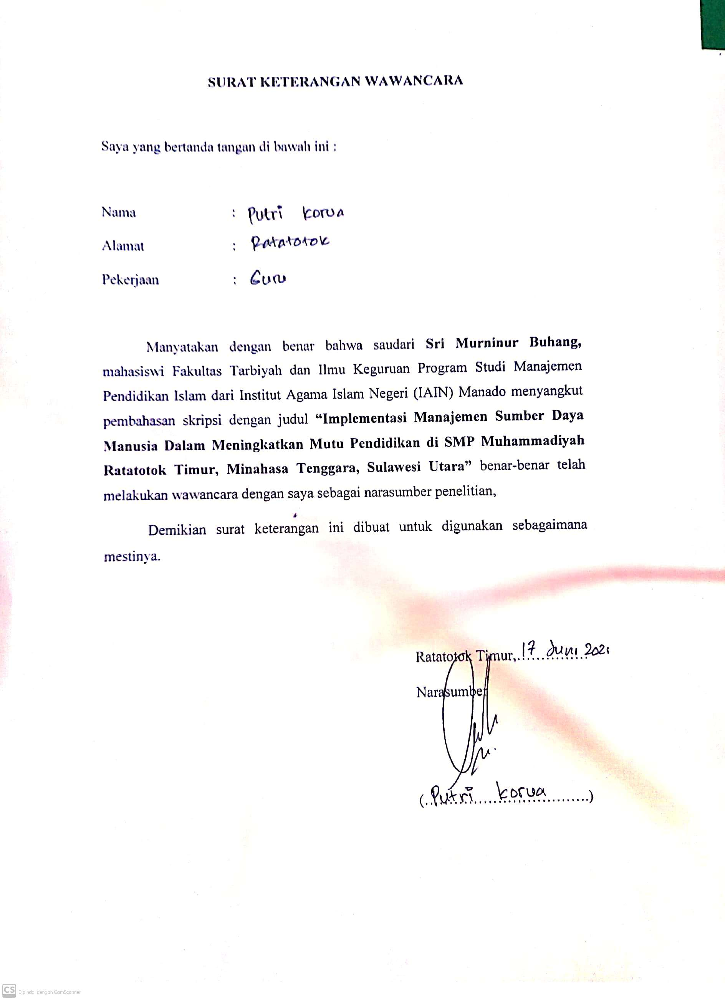 SURAT KETERANGAN WAWANCARA
Saya yang bertanda tangan di bawah ini :
Nama : Putri Korua
Alamat : Ratatotok
Pekerjaan : Guru
Manyatakan dengan benar bahwa saudari Sri Murninur Buhang,
mahasiswi Fakultas Tarbiyah dan Ilmu Keguruan Program Studi Manajemen
Pendidikan Islam dari Institut Agama Islam Negeri (IAIN) Manado menyangkut
pembahasan skripsi dengan judul “Implementasi Manajemen Sumber Daya
Manusia Dalam Meningkatkan Mutu Pendidikan di SMP Muhammadiyah
Ratatotok Timur, Minahasa Tenggara, Sulawesi Utara” benar-benar telah
melakukan wawancara dengan saya sebagai narasumber penelitian,
Demikian surat keterangan ini dibuat untuk digunakan sebagaimana
mestinya.
Ratatotok Timur, 17 Juni 2021
Narasumber
(Putri Korua)
CS Dipindai dengan CamScanner